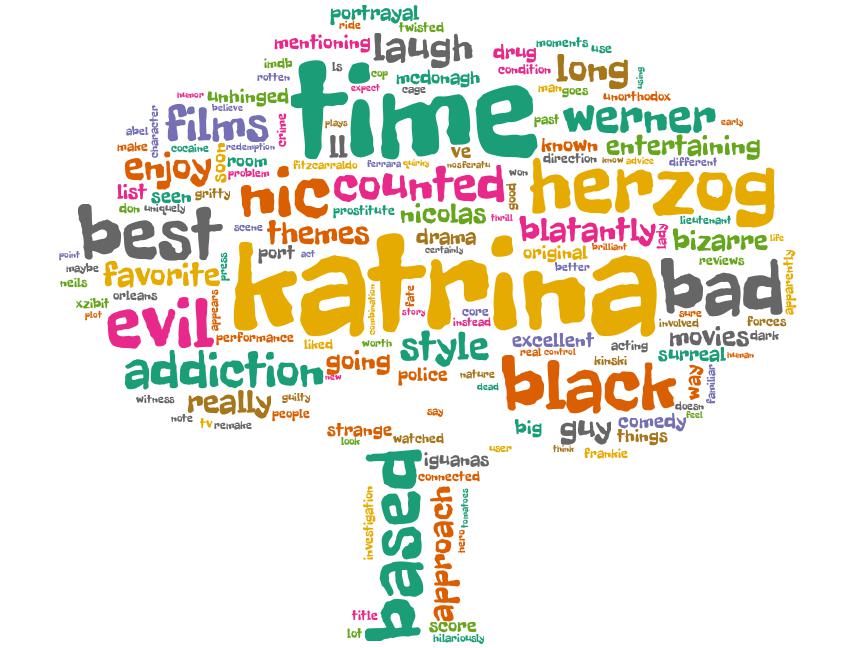 portrayal
ride
twisted
mentioning
laugh
drug
moments
use
imdb
ls
cop
mcdonagh
condition
long
using
rotten
time
expect
cage
man
goes
humor
unhinged
unorthodox
believe
films
crime
plays
past
werner
early
abel
character
make
cocaine
redemption
ll
ve
known
entertaining
enjoy
soon
room
problem
fitzcarraldo
ferrara
quirky
nosferatu
direction
know
advice
different
list
seen
gritty
nic
counted
won
good
herzog
don
uniquely
prostitute
nicolas
thrill
lieutenant
best
scene
themes
drama
certainly
blatantly
lady
bizarre
life
point
maybe
favorite
press
port
act
katrina
original
brilliant
better
reviews
bad
apparently
neils
xzibit
orleans
plot
evil
appears
combination
fate
story
core
instead
sure
involved
forces
performance
liked
worth
style
excellent
acting
movies
dark
addiction
new
going
real
control
kinski
surreal
human
police
nature
dead
black
way
familiar
witness
really
guilty
people
doesn
feel
note
tv
remake
say
strange
look
watched
big
guy
comedy
things
user
think
frankie
based
iguanas
connected
investigation
approach
hero
tomatoes
title
lot
score
hilariously